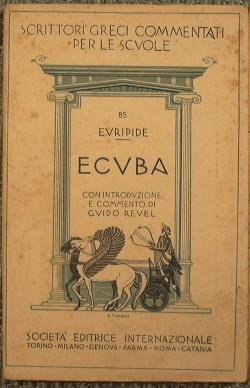 SCRITTORI GRECI COMMENTATI
PER LE SCVOLE
85
EVRIPIDE
ECVBA
CON INTRODVZIONE
E COMMENTO DI
GVIDO REVEL
SOCIETA' EDITRICE INTERNAZIONALE
TORINO-MILANO-GENOVA-PARMA-ROMA-CATANIA